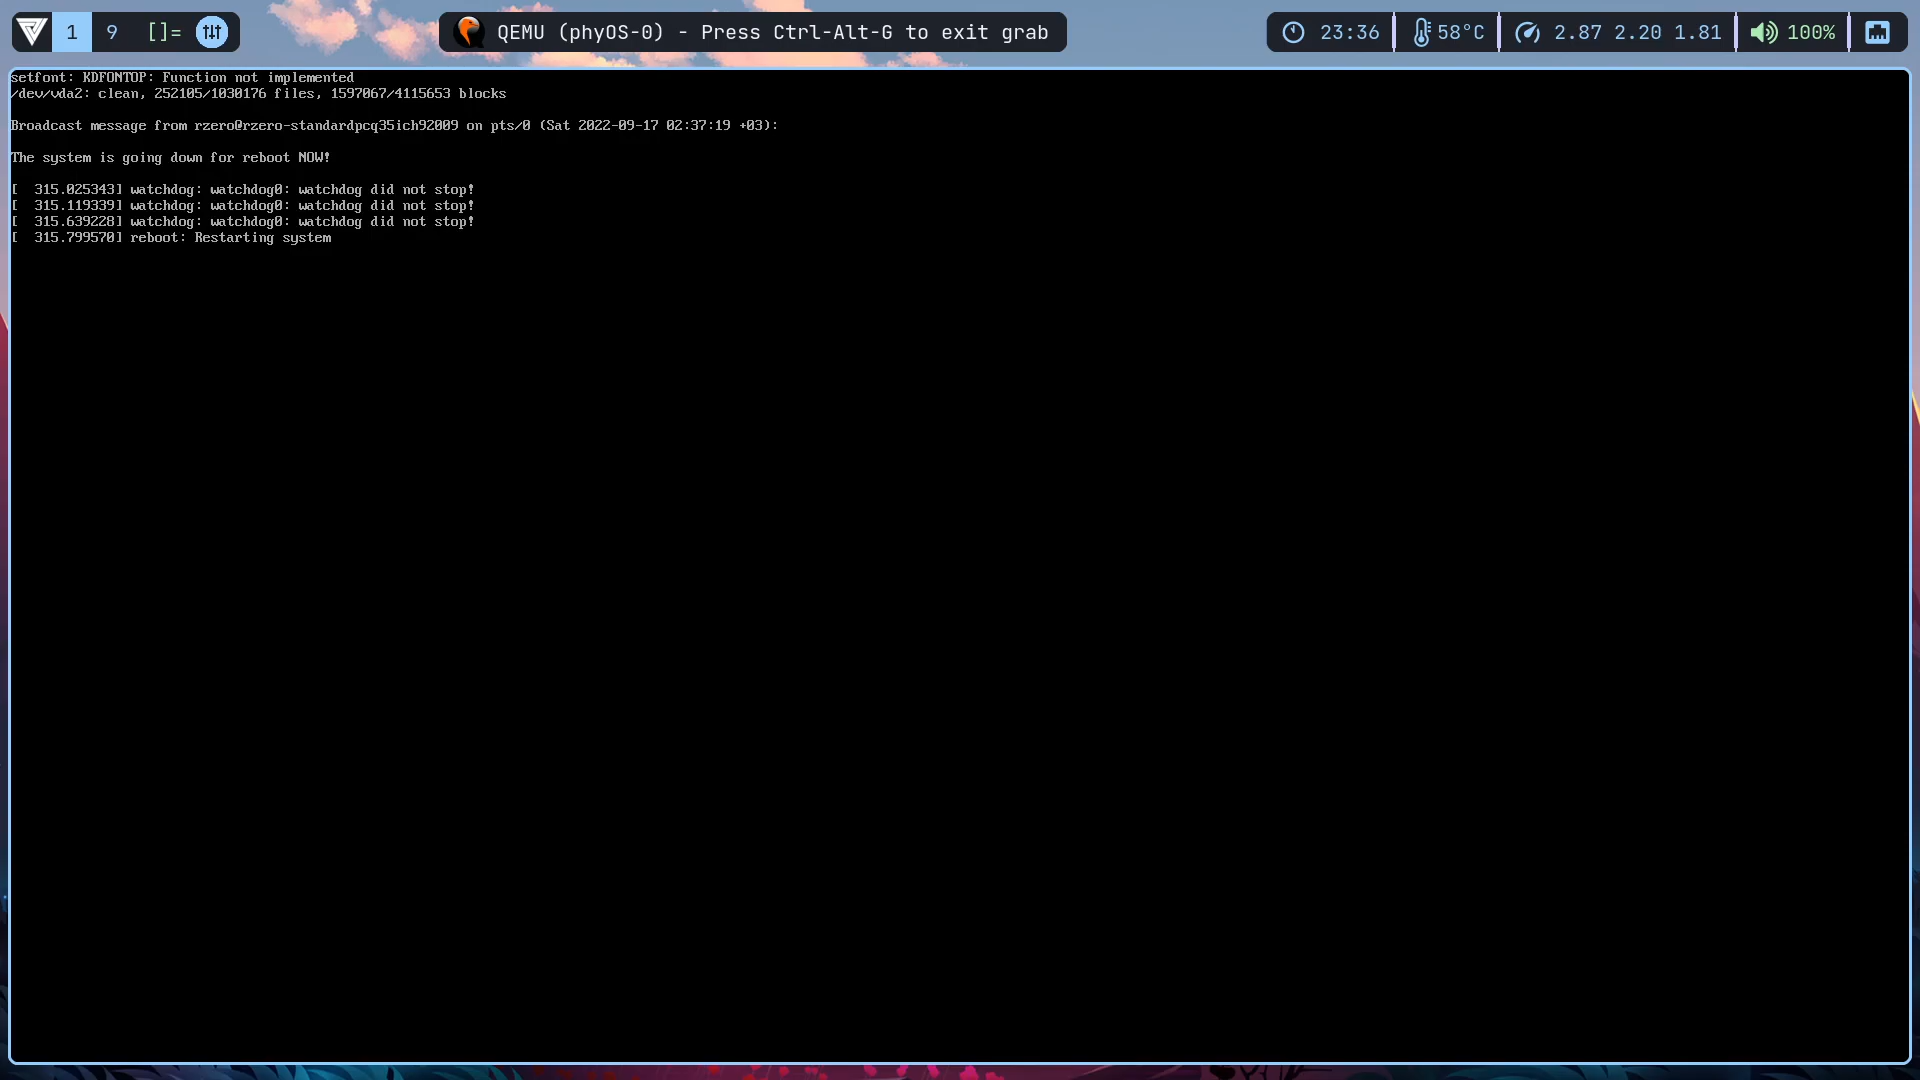 1 9 []= QEMU (phyOS-0) - Press Ctrl-Alt-G to exit grab 23:36 58°C 2.87 2.20 1.81 100%
setfont: KDFONTOP: Function not implemented
/dev/vda2: clean, 252105/1030176 files, 1597067/4115653 blocks
Broadcast message from rzero@rzero-standardpcq35ich92009 on pts/0 (Sat 2022-09-17 02:37:19 +03):
The system is going down for reboot NOW!
[  315.025343] watchdog: watchdog0: watchdog did not stop!
[  315.119339] watchdog: watchdog0: watchdog did not stop!
[  315.639228] watchdog: watchdog0: watchdog did not stop!
[  315.799570] reboot: Restarting system